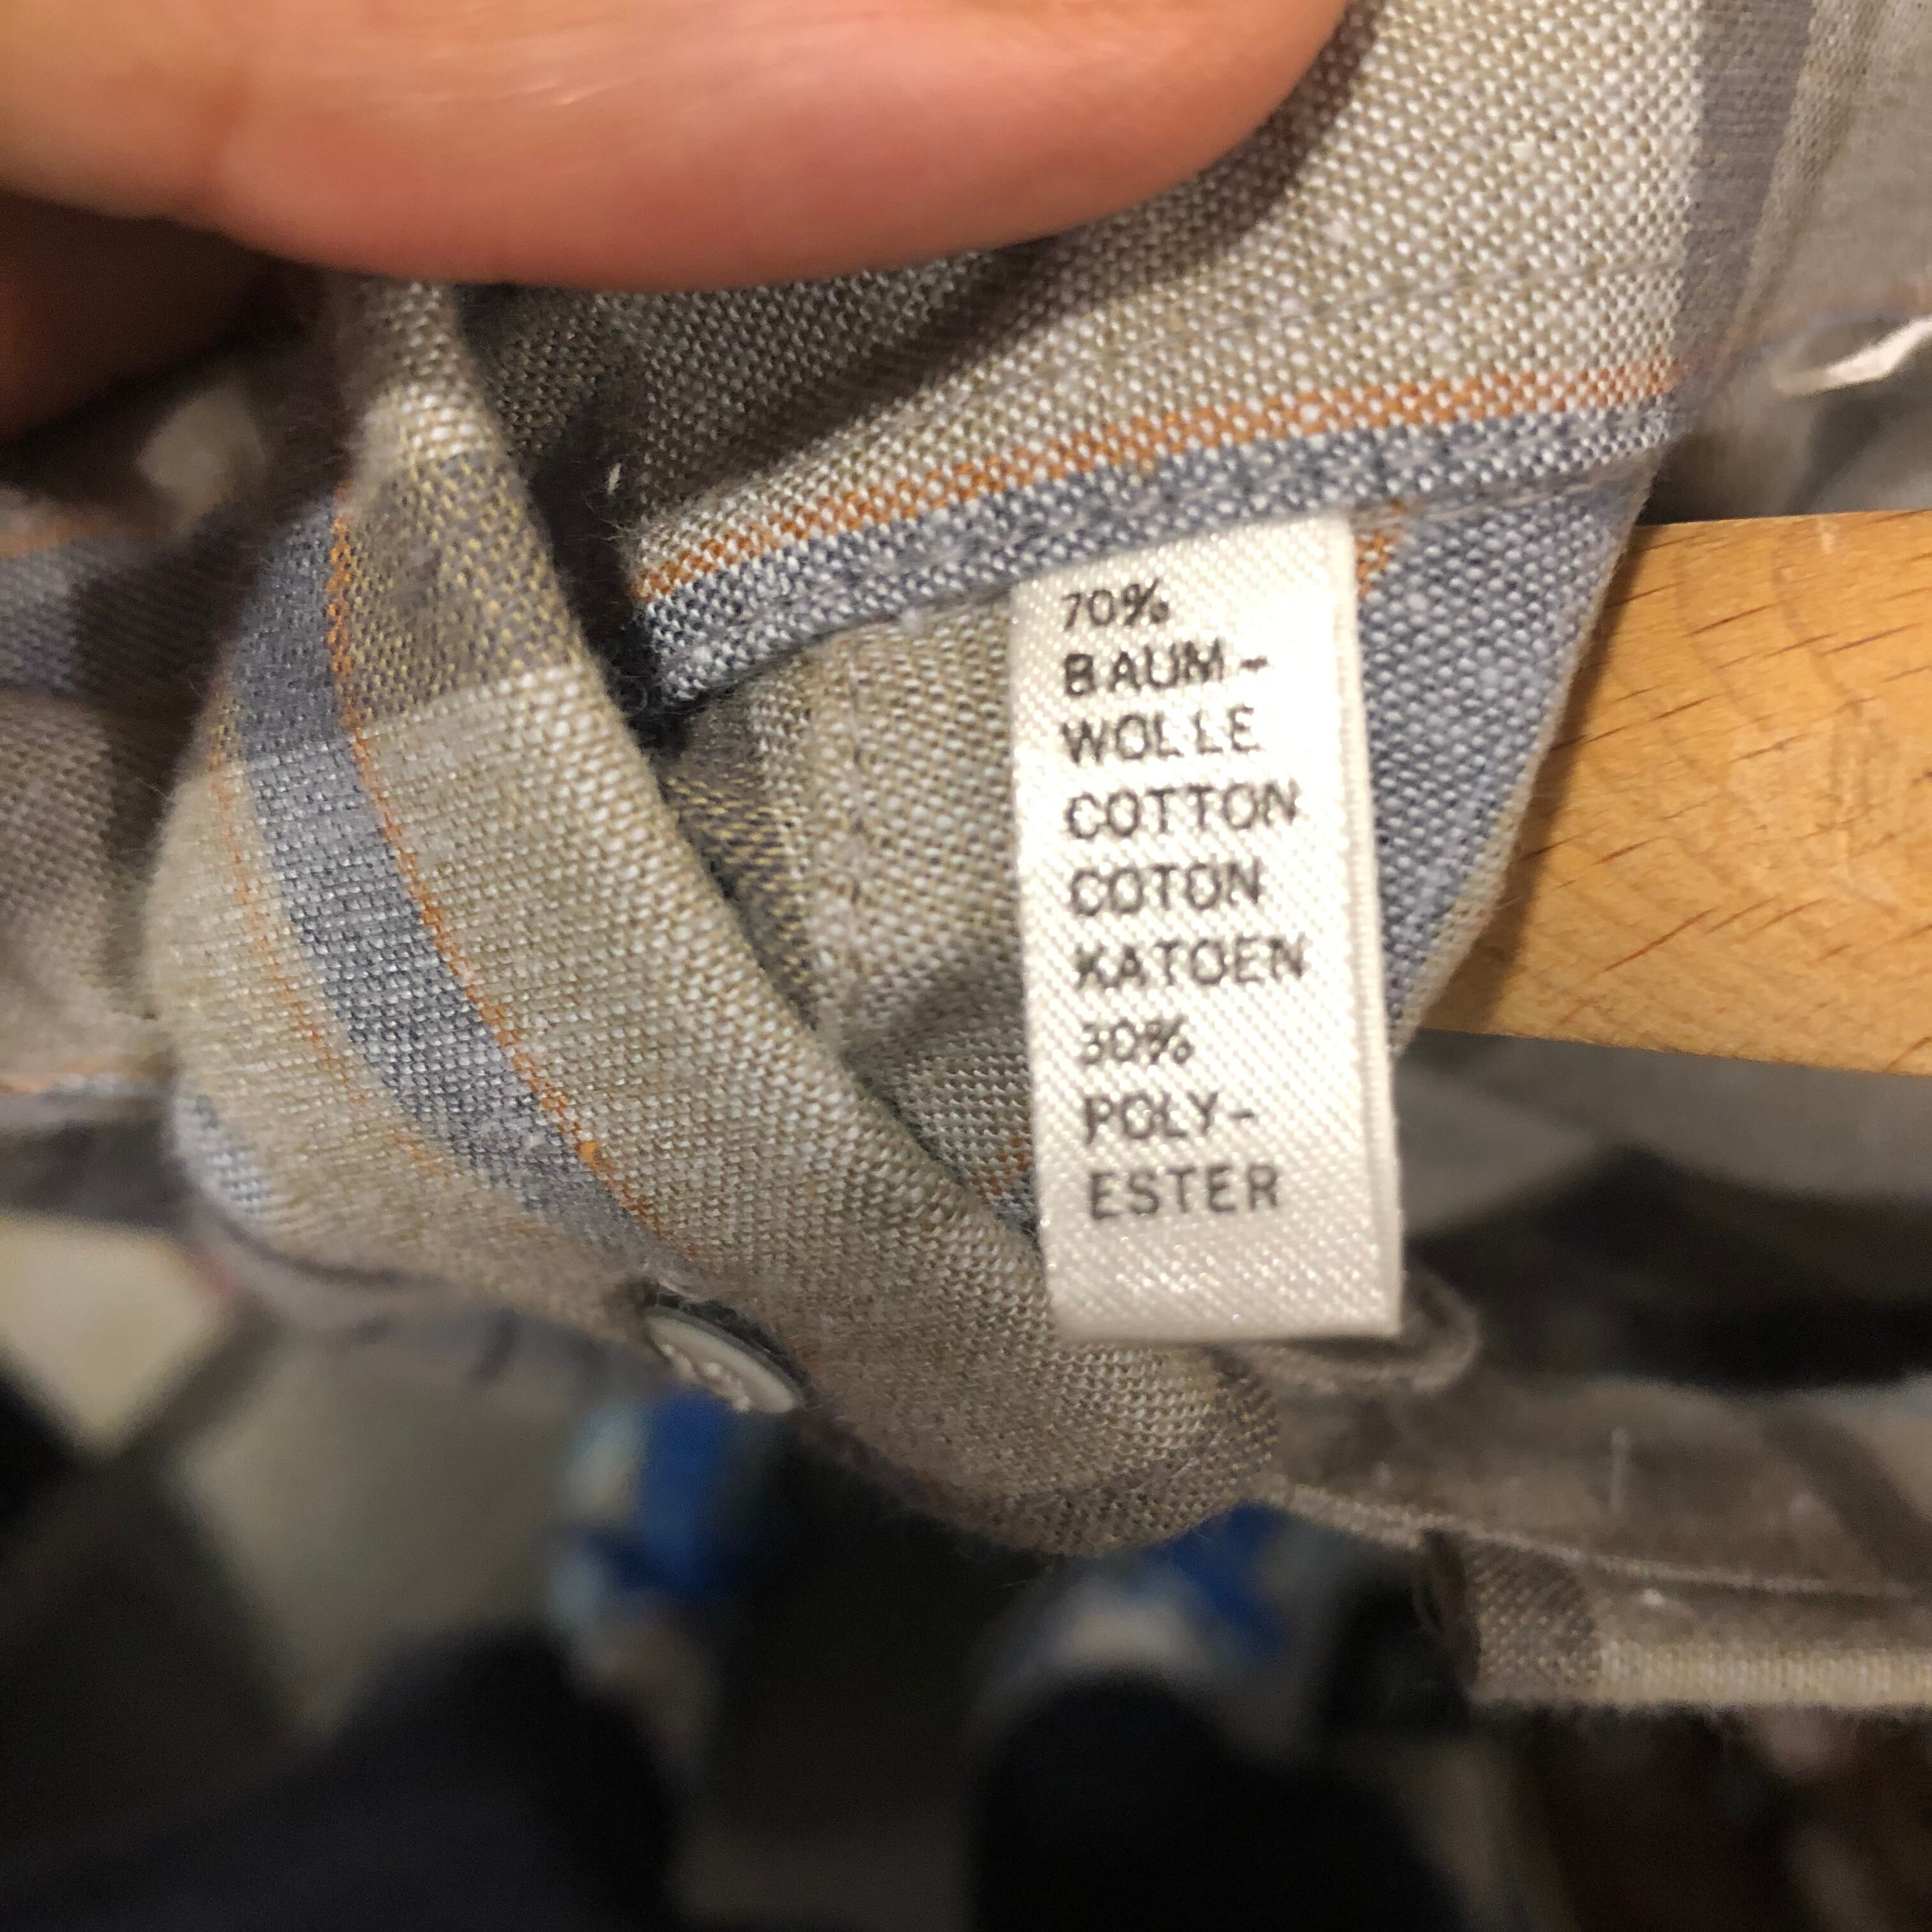 70%
BAUM-
WOLLE
COTTON
COTON
KATOEN
30%
POLY-
ESTER